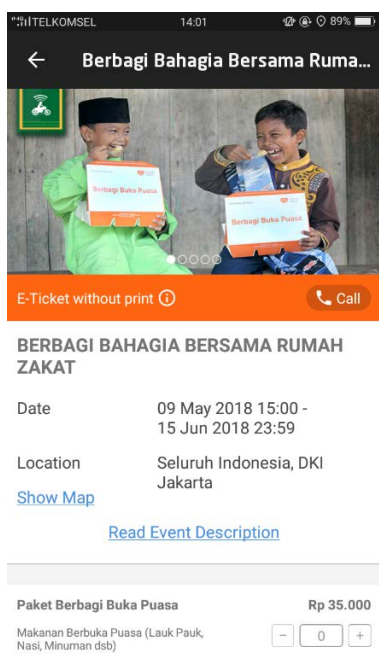 TELKOMSEL 14:01 89%
Berbagi Bahagia Bersama Ruma...
Berbagi Buka Puasa
Berbagi Buka Puasa
E-Ticket without print
Call
BERBAGI BAHAGIA BERSAMA RUMAH
ZAKAT
Date
09 May 2018 15:00 -
15 Jun 2018 23:59
Location
Seluruh Indonesia, DKI
Jakarta
Show Map
Read Event Description
Paket Berbagi Buka Puasa
Rp 35.000
Makanan Berbuka Puasa (Lauk Pauk,
Nasi, Minuman dsb)
- 0 +